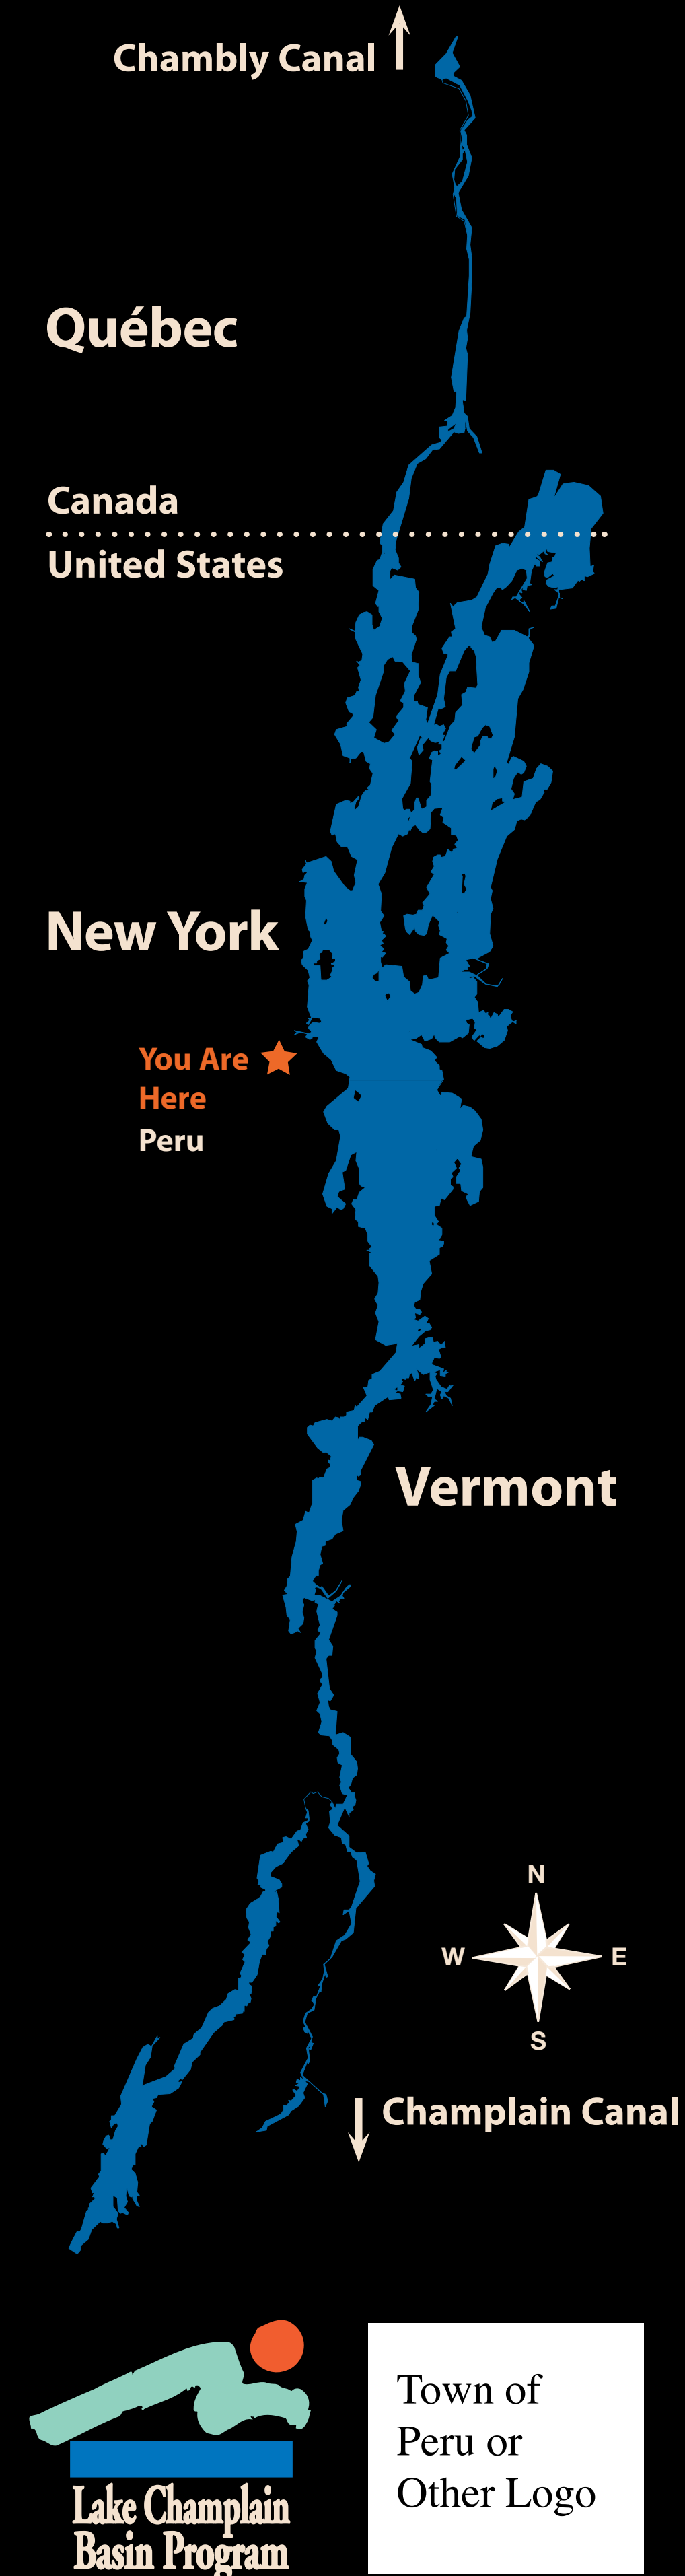 Chambly Canal
Québec
Canada
United States
New York
You Are
Here
Peru
Vermont
N
W
E
S
Champlain Canal
Lake Champlain
Basin Program
Town of
Peru or
Other Logo